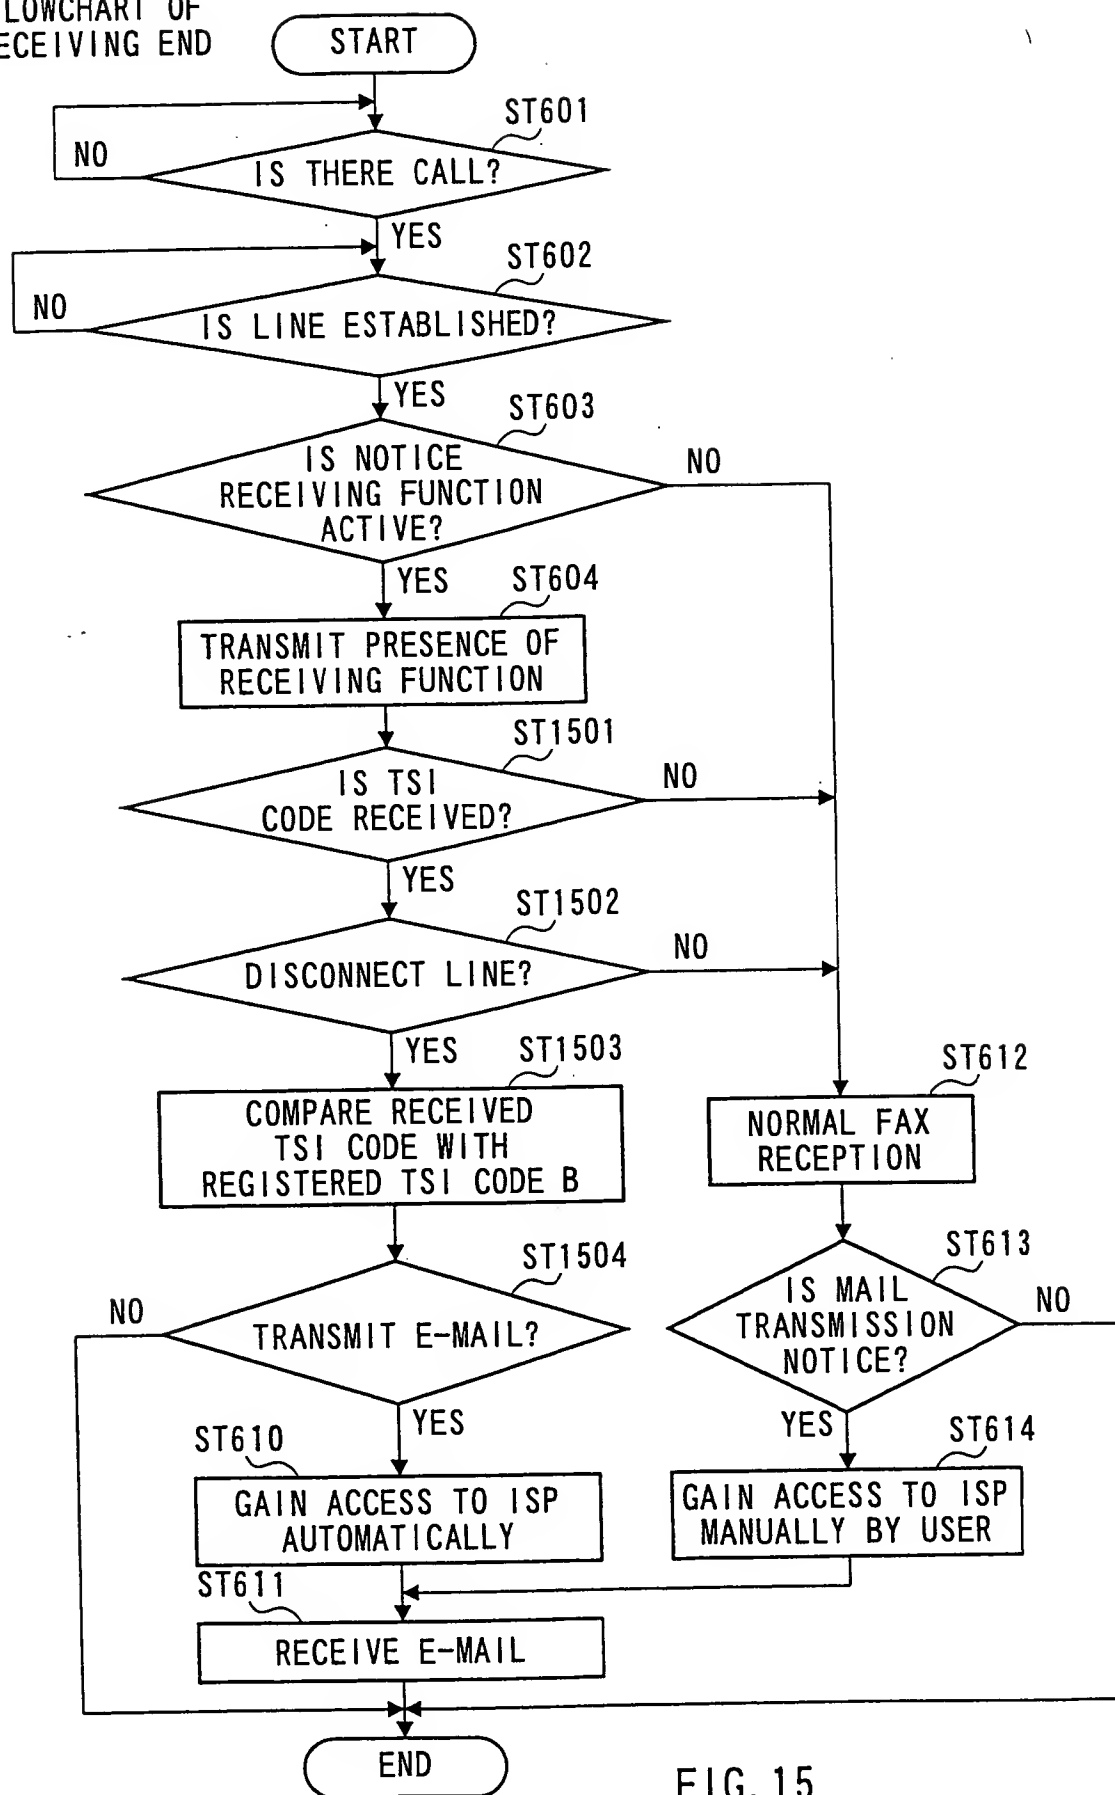 LOWCHART OF
ECEIVING END
START
ST601
NO
IS THERE CALL?
YES
ST602
NO
IS LINE ESTABLISHED?
YES
ST603
IS NOTICE
RECEIVING FUNCTION
ACTIVE?
NO
YES
ST604
TRANSMIT PRESENCE OF
RECEIVING FUNCTION
ST1501
IS TSI
CODE RECEIVED?
NO
YES
ST1502
DISCONNECT LINE?
NO
YES
ST1503
COMPARE RECEIVED
TSI CODE WITH
REGISTERED TSI CODE B
ST612
NORMAL FAX
RECEPTION
ST1504
NO
TRANSMIT E-MAIL?
YES
ST613
IS MAIL
TRANSMISSION
NOTICE?
NO
YES
ST610
GAIN ACCESS TO ISP
AUTOMATICALLY
ST614
GAIN ACCESS TO ISP
MANUALLY BY USER
ST611
RECEIVE E-MAIL
END
FIG. 15